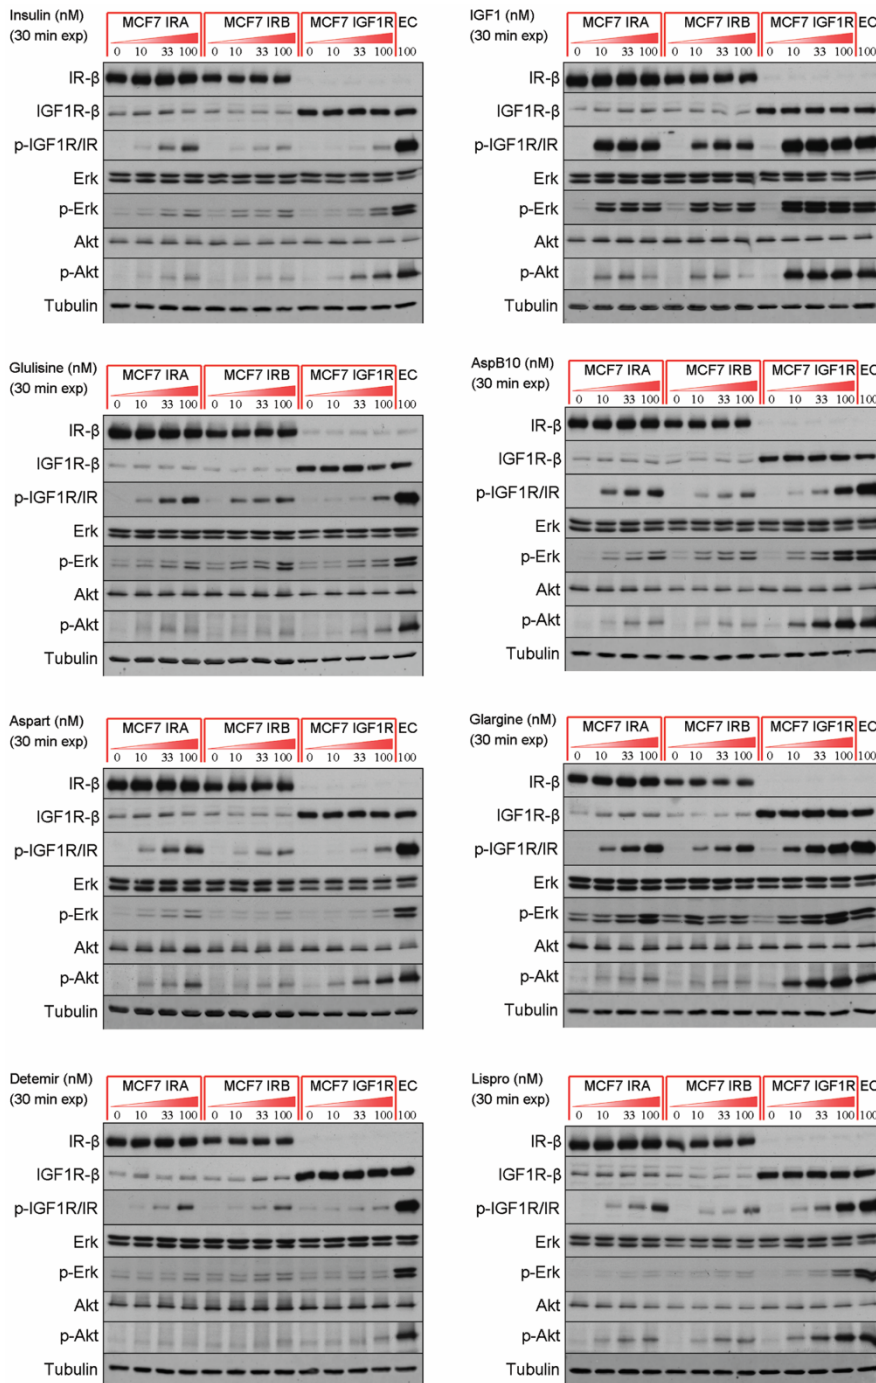 Insulin (nM)
(30 min exp)
MCF7 IRA MCF7 IRB MCF7 IGF1R EC
0 10 33 100 0 10 33 100 0 10 33 100 100
IR-β
IGF1R-β
p-IGF1R/IR
Erk
p-Erk
Akt
p-Akt
Tubulin
IGF1 (nM)
(30 min exp)
MCF7 IRA MCF7 IRB MCF7 IGF1R EC
0 10 33 100 0 10 33 100 0 10 33 100 100
IR-β
IGF1R-β
p-IGF1R/IR
Erk
p-Erk
Akt
p-Akt
Tubulin
Glulisine (nM)
(30 min exp)
MCF7 IRA MCF7 IRB MCF7 IGF1R EC
0 10 33 100 0 10 33 100 0 10 33 100 100
IR-β
IGF1R-β
p-IGF1R/IR
Erk
p-Erk
Akt
p-Akt
Tubulin
AspB10 (nM)
(30 min exp)
MCF7 IRA MCF7 IRB MCF7 IGF1R EC
0 10 33 100 0 10 33 100 0 10 33 100 100
IR-β
IGF1R-β
p-IGF1R/IR
Erk
p-Erk
Akt
p-Akt
Tubulin
Aspart (nM)
(30 min exp)
MCF7 IRA MCF7 IRB MCF7 IGF1R EC
0 10 33 100 0 10 33 100 0 10 33 100 100
IR-β
IGF1R-β
p-IGF1R/IR
Erk
p-Erk
Akt
p-Akt
Tubulin
Glargine (nM)
(30 min exp)
MCF7 IRA MCF7 IRB MCF7 IGF1R EC
0 10 33 100 0 10 33 100 0 10 33 100 100
IR-β
IGF1R-β
p-IGF1R/IR
Erk
p-Erk
Akt
p-Akt
Tubulin
Detemir (nM)
(30 min exp)
MCF7 IRA MCF7 IRB MCF7 IGF1R EC
0 10 33 100 0 10 33 100 0 10 33 100 100
IR-β
IGF1R-β
p-IGF1R/IR
Erk
p-Erk
Akt
p-Akt
Tubulin
Lispro (nM)
(30 min exp)
MCF7 IRA MCF7 IRB MCF7 IGF1R EC
0 10 33 100 0 10 33 100 0 10 33 100 100
IR-β
IGF1R-β
p-IGF1R/IR
Erk
p-Erk
Akt
p-Akt
Tubulin